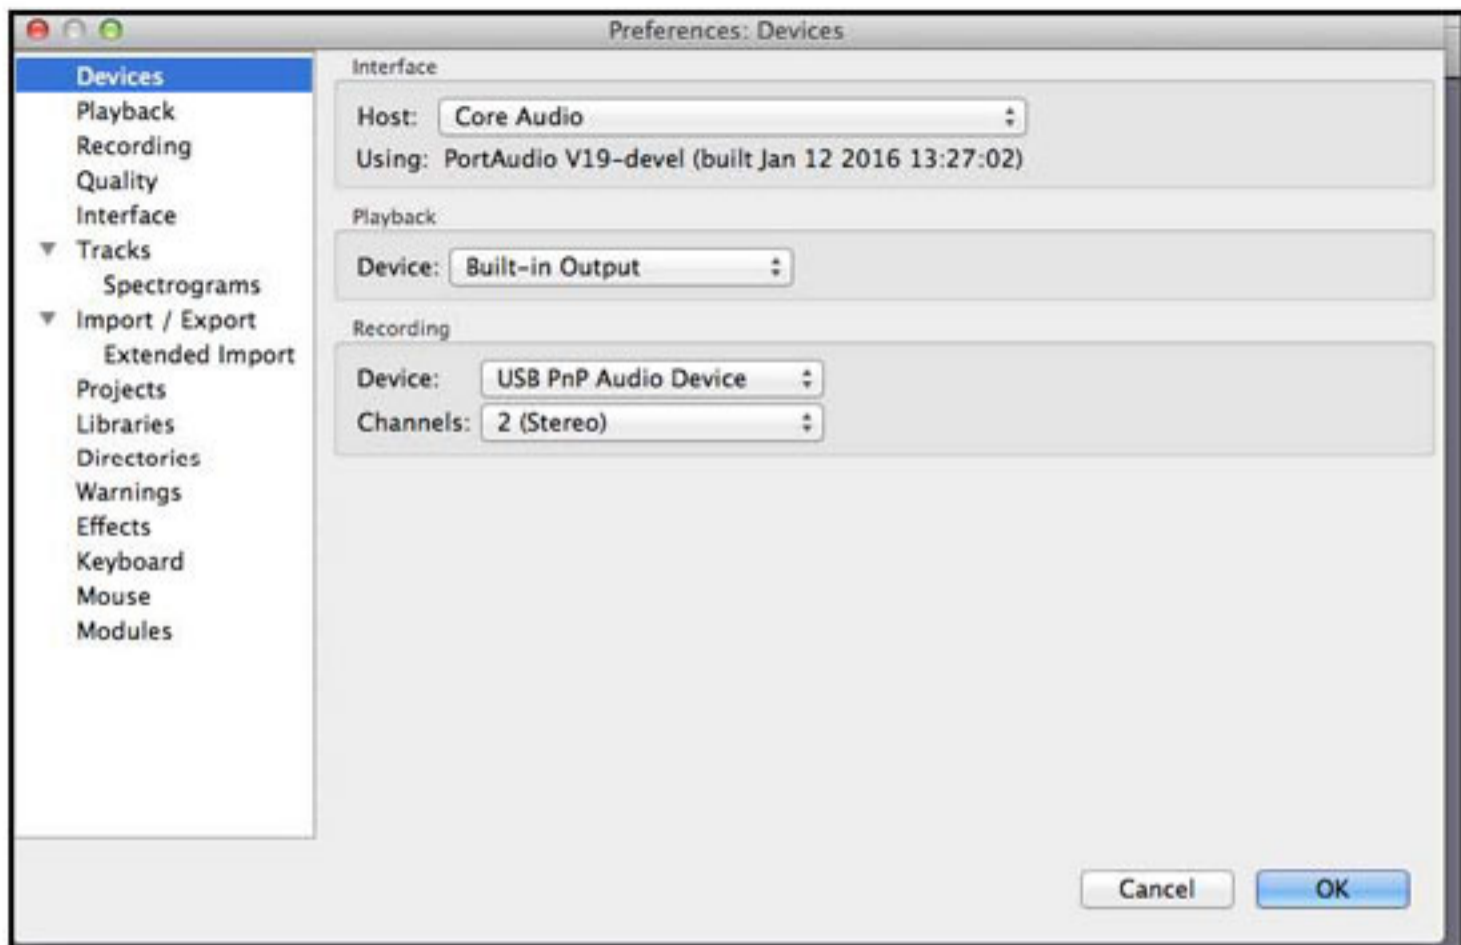 Preferences: Devices
Devices
Playback
Recording
Quality
Interface
Tracks
Spectrograms
Import / Export
Extended Import
Projects
Libraries
Directories
Warnings
Effects
Keyboard
Mouse
Modules
Interface
Host: Core Audio
Using: PortAudio V19-devel (built Jan 12 2016 13:27:02)
Playback
Device: Built-in Output
Recording
Device: USB PnP Audio Device
Channels: 2 (Stereo)
Cancel OK